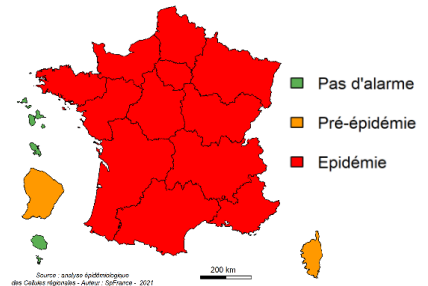 Pas d'alarme
Pré-épidémie
Epidémie
200 km
Source : analyse épidémiologique
des Cellules régionales - Auteur : SpFrance - 2021